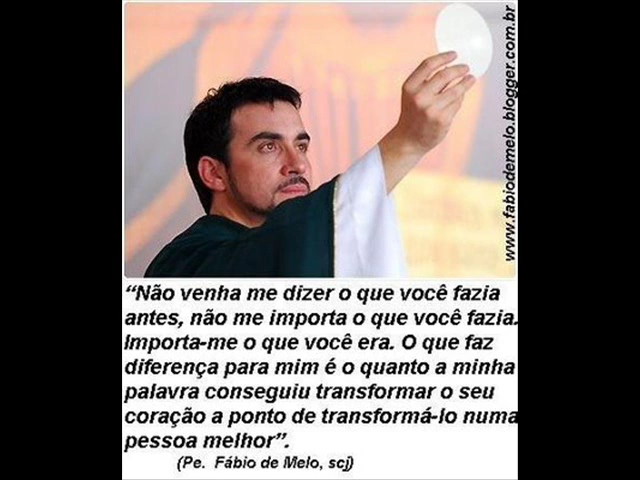 www.fabiodemelo.blogger.com.br
“Não venha me dizer o que você fazia
antes, não me importa o que você fazia.
Importa-me o que você era. O que faz
diferença para mim é o quanto a minha
palavra conseguiu transformar o seu
coração a ponto de transformá-lo numa
pessoa melhor”.
(Pe. Fábio de Melo, scj)